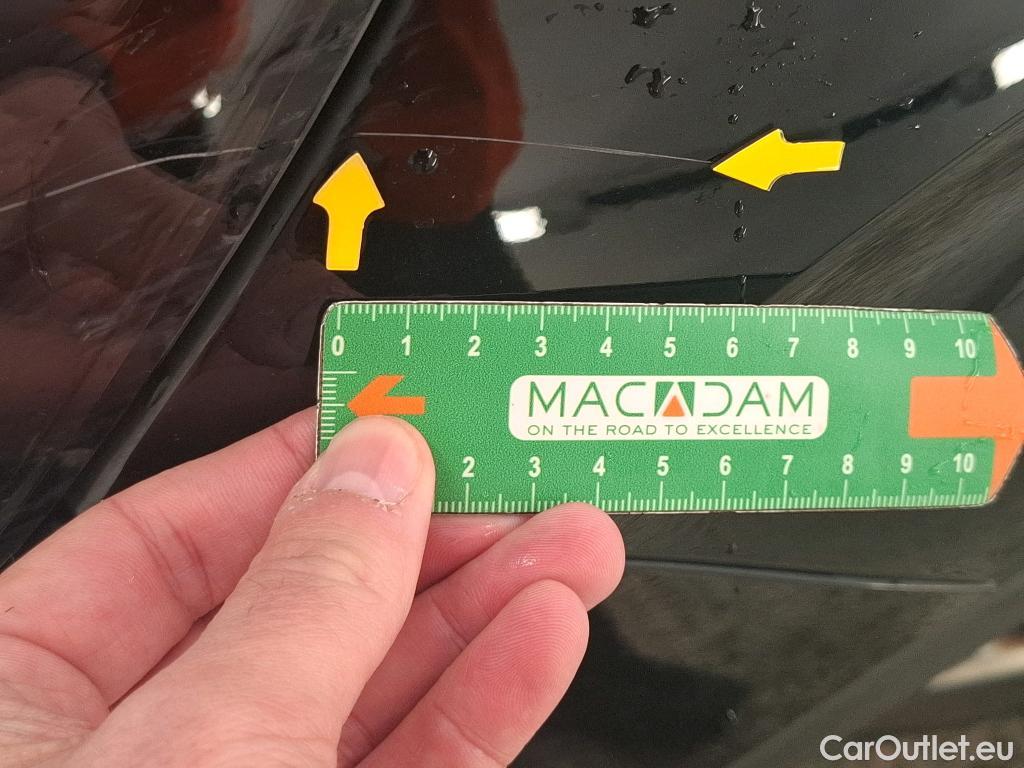 0 1 2 3 4 5 6 7 8 9 10
MACADAM
ON THE ROAD TO EXCELLENCE
2 3 4 5 6 7 8 9 10
CarOutlet.eu